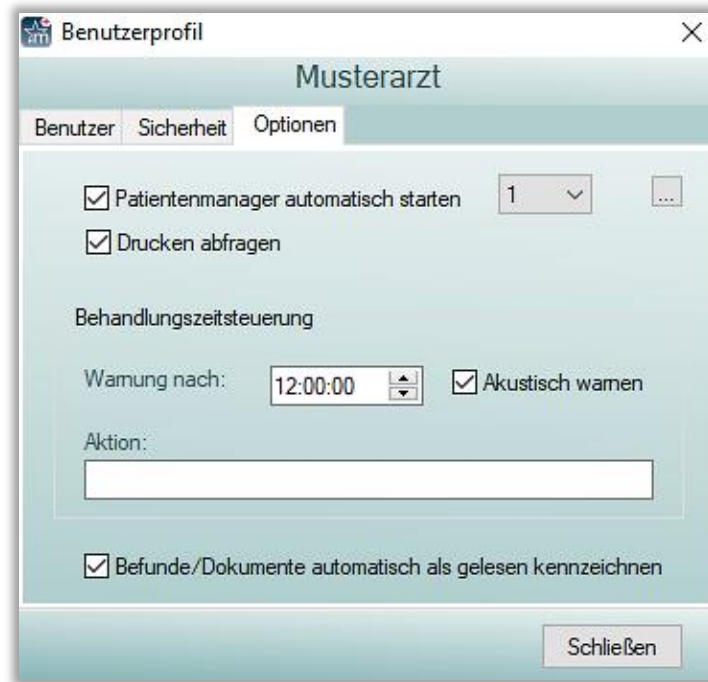 Benutzerprofil
Musterarzt
Benutzer Sicherheit Optionen
Patientenmanager automatisch starten 1 ...
Drucken abfragen
Behandlungszeitsteuerung
Warnung nach: 12:00:00 Akustisch warnen
Aktion:
Befunde/Dokumente automatisch als gelesen kennzeichnen
Schließen